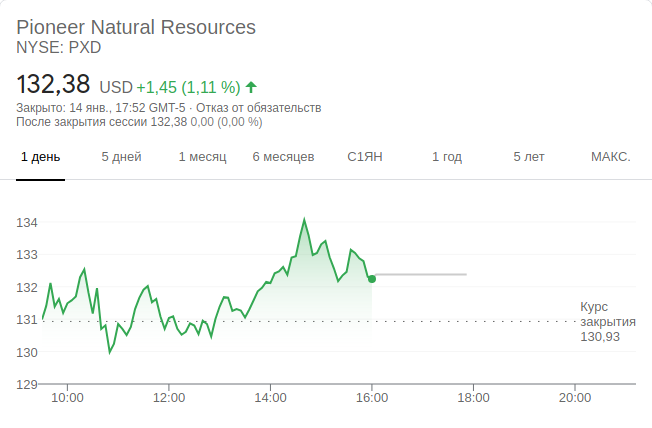 Pioneer Natural Resources
NYSE: PXD
132,38 USD +1,45 (1,11 %)
Закрыто: 14 янв., 17:52 GMT-5 · Отказ от обязательств
После закрытия сессии 132,38 0,00 (0,00 %)
1 день 5 дней 1 месяц 6 месяцев С1ЯН 1 год 5 лет МАКС.
134
133
132
131
130
129
Курс
закрытия
130,93
10:00 12:00 14:00 16:00 18:00 20:00